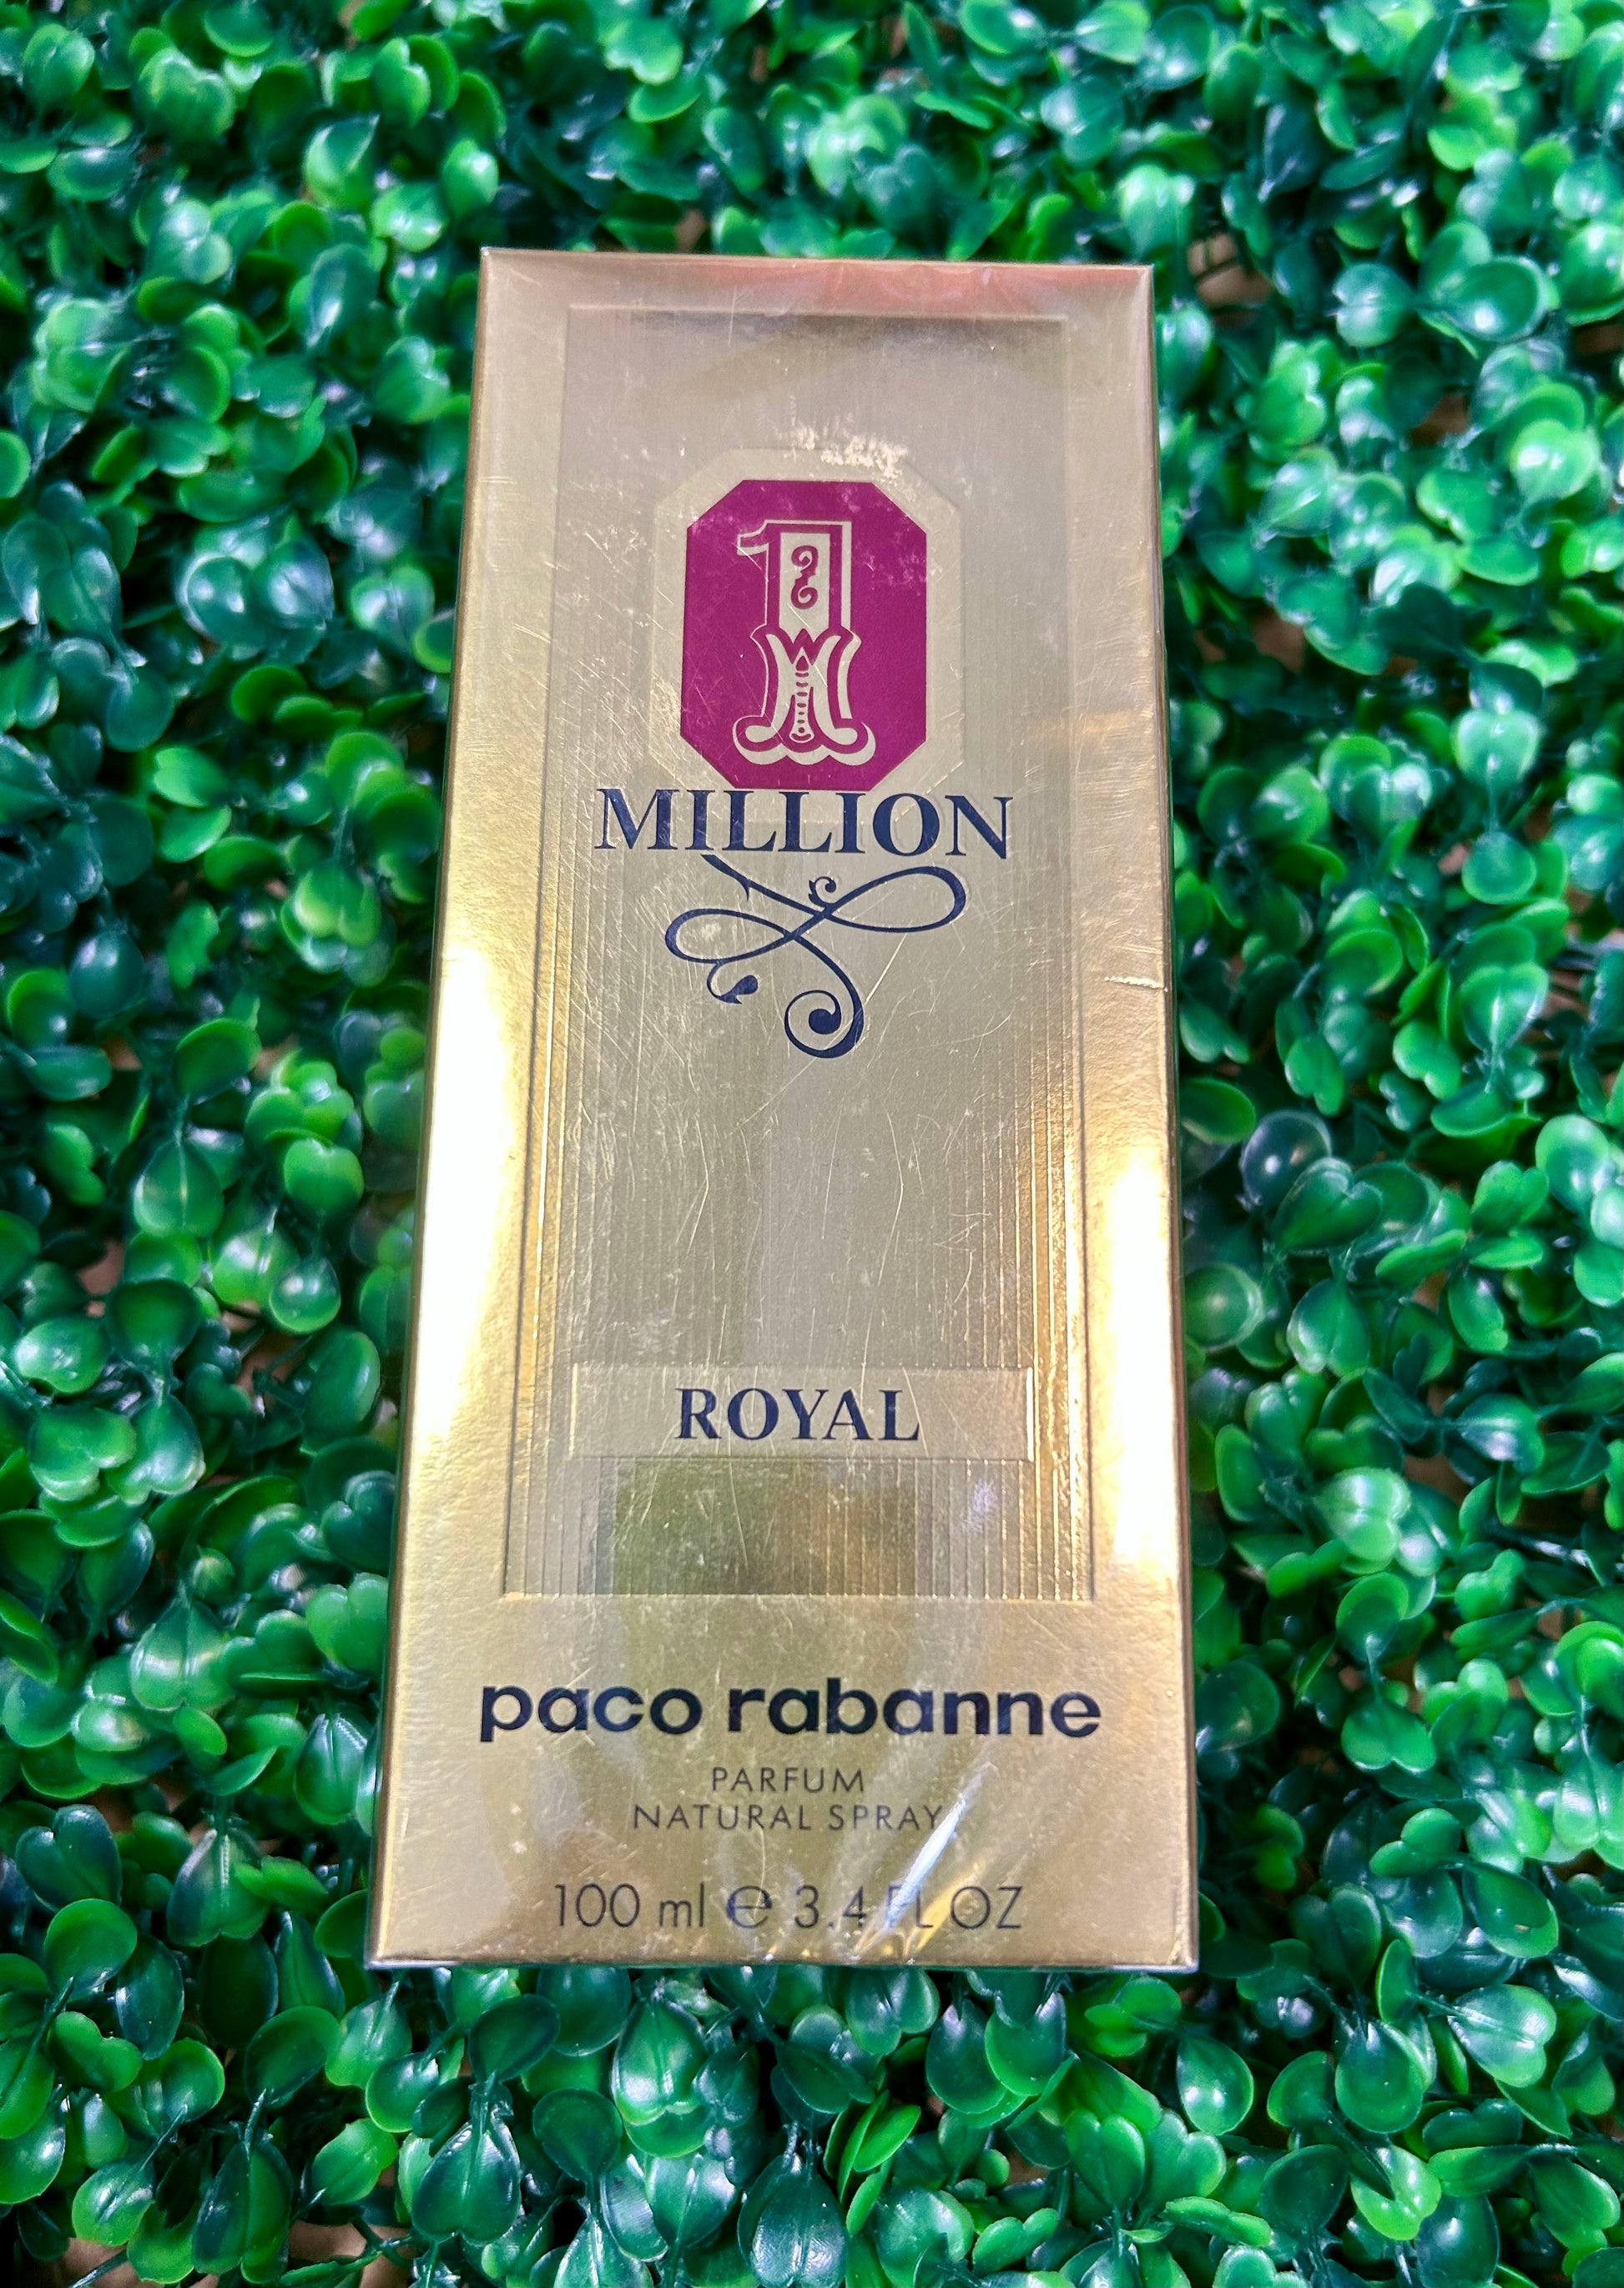 1
MILLION
ROYAL
paco rabanne
PARFUM
NATURAL SPRAY
100 ml ℮ 3.4 FL OZ